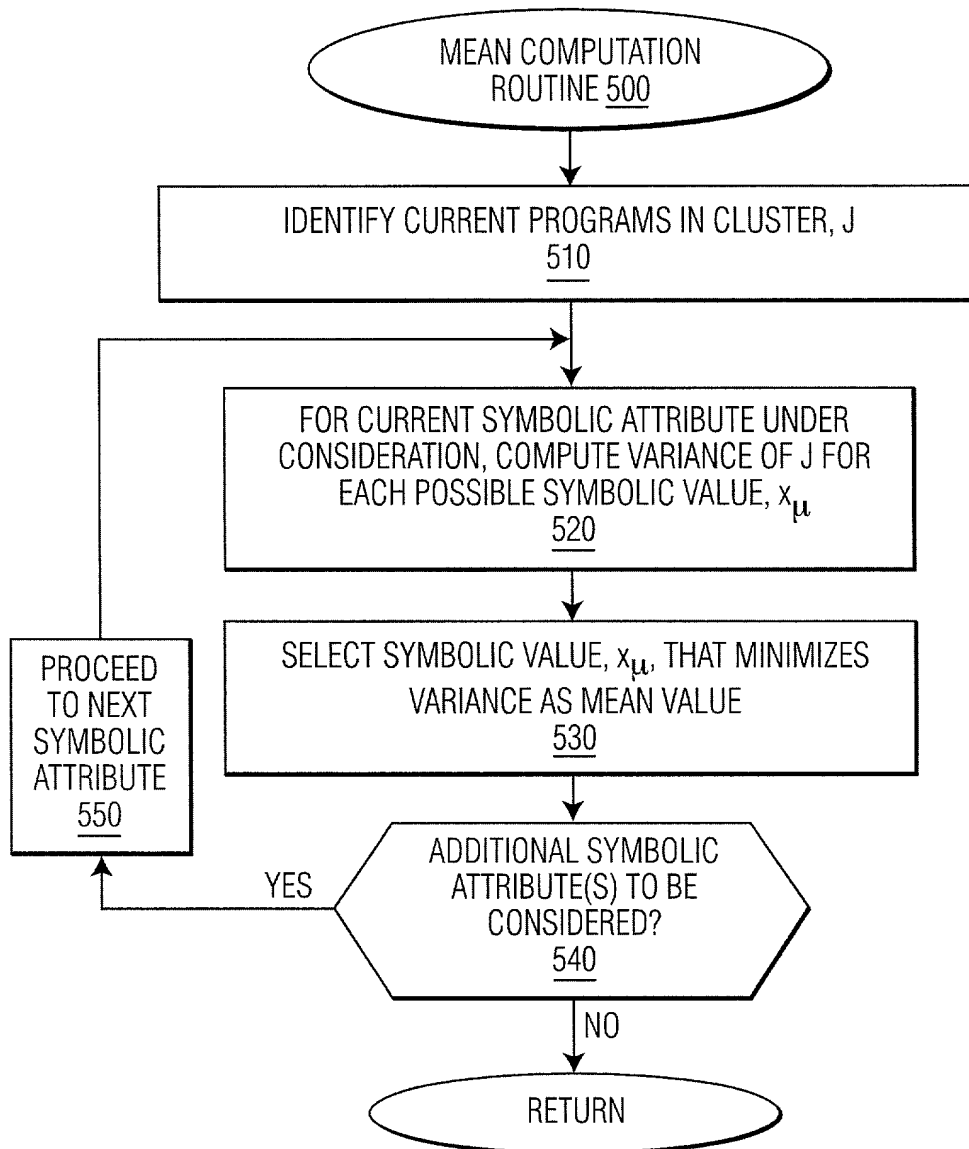 MEAN COMPUTATION
ROUTINE 500
IDENTIFY CURRENT PROGRAMS IN CLUSTER, J
510
FOR CURRENT SYMBOLIC ATTRIBUTE UNDER
CONSIDERATION, COMPUTE VARIANCE OF J FOR
EACH POSSIBLE SYMBOLIC VALUE, xμ
520
SELECT SYMBOLIC VALUE, xμ, THAT MINIMIZES
VARIANCE AS MEAN VALUE
530
PROCEED
TO NEXT
SYMBOLIC
ATTRIBUTE
550
ADDITIONAL SYMBOLIC
ATTRIBUTE(S) TO BE
CONSIDERED?
540
YES
NO
RETURN